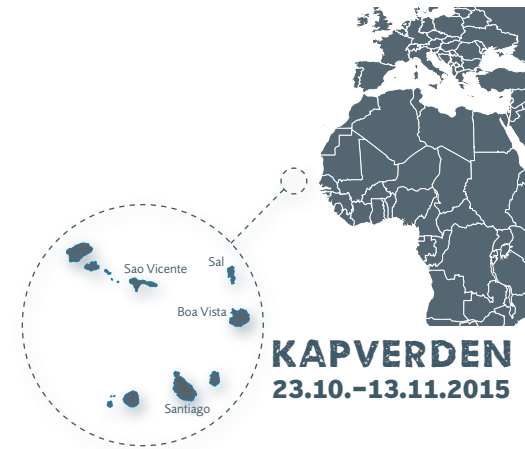 Sao Vicente
Sal
Boa Vista
Santiago
KAPVERDEN
23.10.–13.11.2015